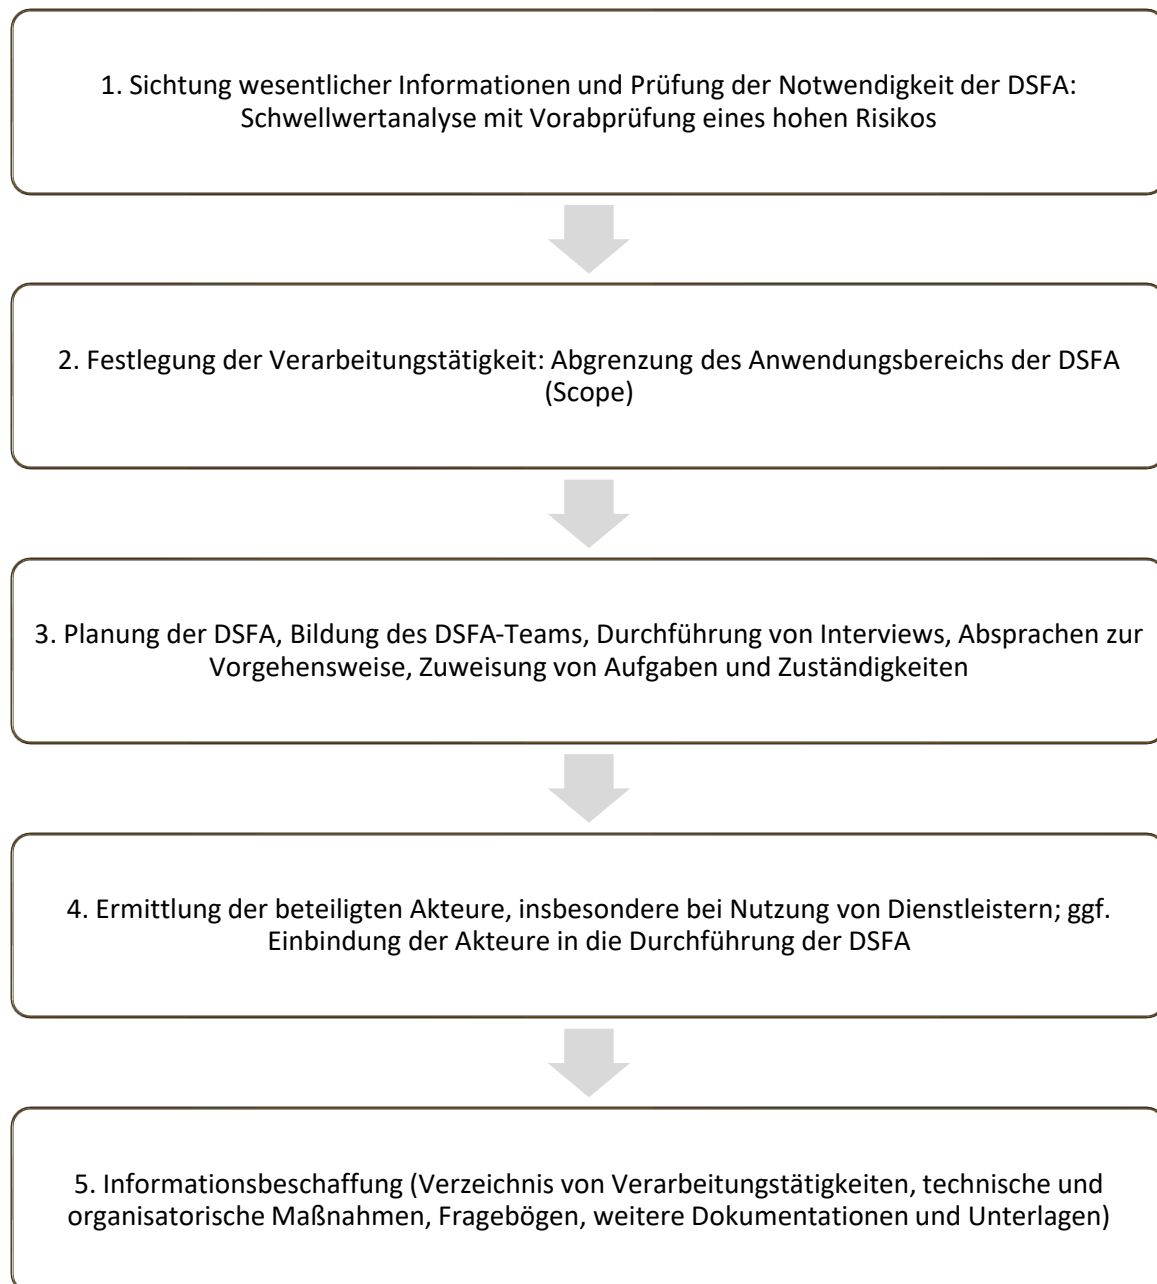 1. Sichtung wesentlicher Informationen und Prüfung der Notwendigkeit der DSFA:
Schwellwertanalyse mit Vorabprüfung eines hohen Risikos
2. Festlegung der Verarbeitungstätigkeit: Abgrenzung des Anwendungsbereichs der DSFA
(Scope)
3. Planung der DSFA, Bildung des DSFA-Teams, Durchführung von Interviews, Absprachen zur
Vorgehensweise, Zuweisung von Aufgaben und Zuständigkeiten
4. Ermittlung der beteiligten Akteure, insbesondere bei Nutzung von Dienstleistern; ggf.
Einbindung der Akteure in die Durchführung der DSFA
5. Informationsbeschaffung (Verzeichnis von Verarbeitungstätigkeiten, technische und
organisatorische Maßnahmen, Fragebögen, weitere Dokumentationen und Unterlagen)